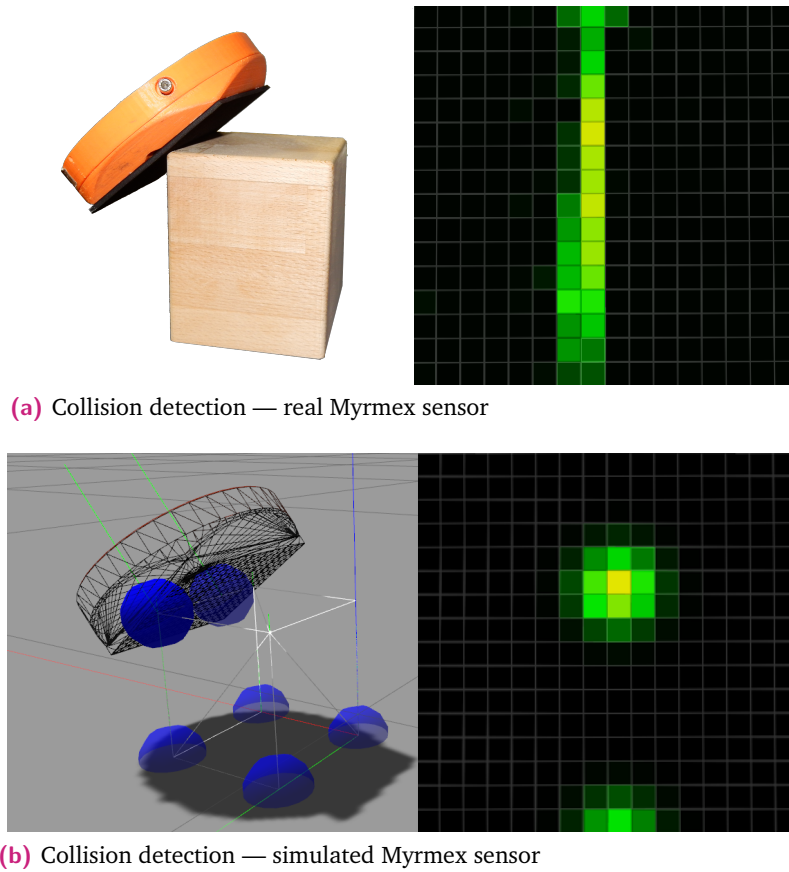 (a) Collision detection — real Myrmex sensor
(b) Collision detection — simulated Myrmex sensor